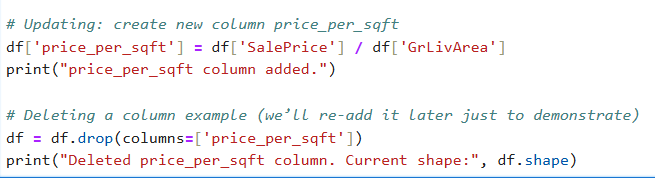 # Updating: create new column price_per_sqft
df['price_per_sqft'] = df['SalePrice'] / df['GrLivArea']
print("price_per_sqft column added.")
# Deleting a column example (we’ll re-add it later just to demonstrate)
df = df.drop(columns=['price_per_sqft'])
print("Deleted price_per_sqft column. Current shape:", df.shape)